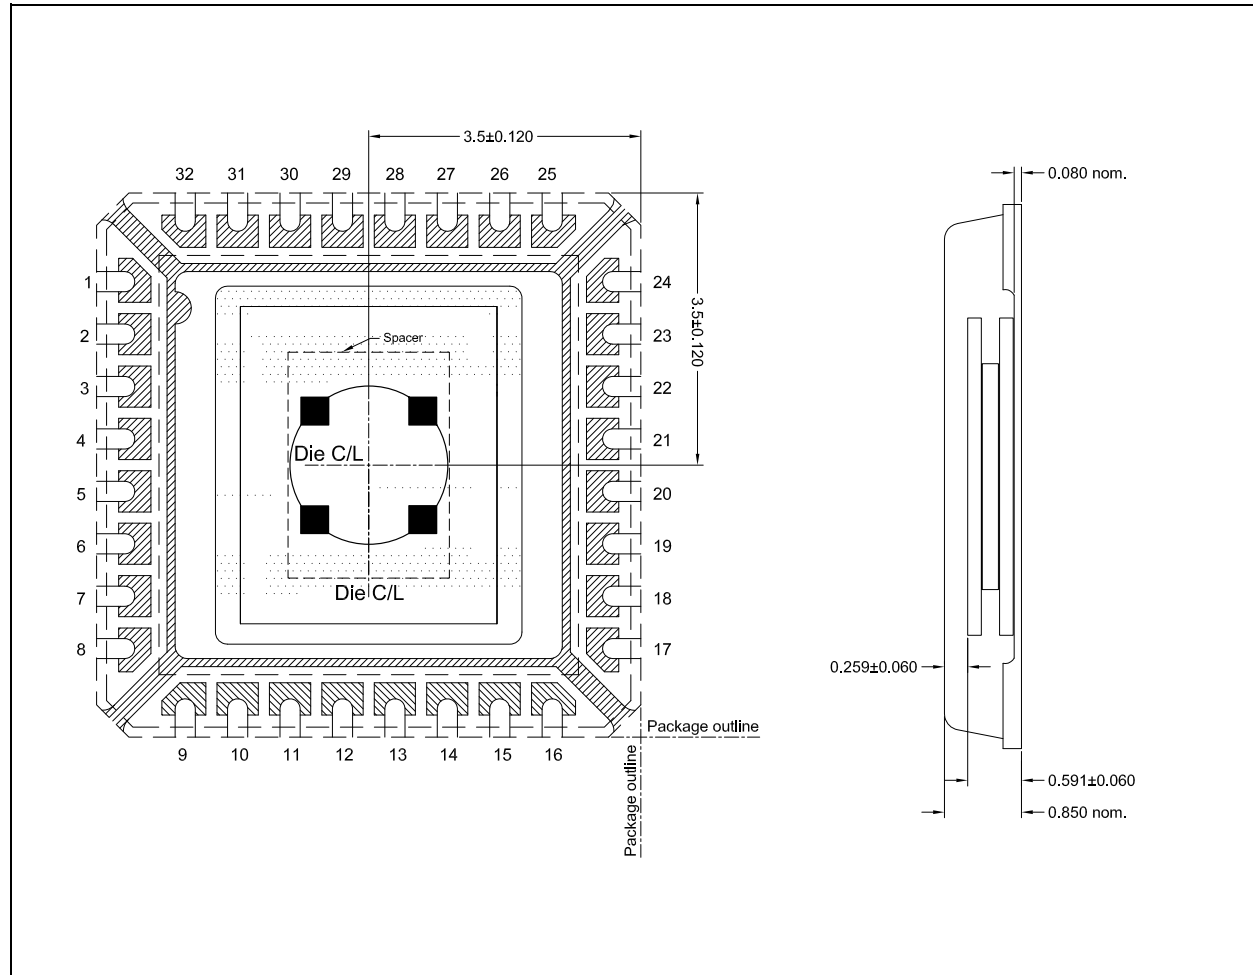 3.5±0.120
0.080 nom.
32 31 30 29 28 27 26 25
1
24
2
23
Spacer
3.5±0.120
3
22
4
21
Die C/L
5
20
6
19
7
18
Die C/L
8
17
0.259±0.060
Package outline
9 10 11 12 13 14 15 16
Package outline
0.591±0.060
0.850 nom.